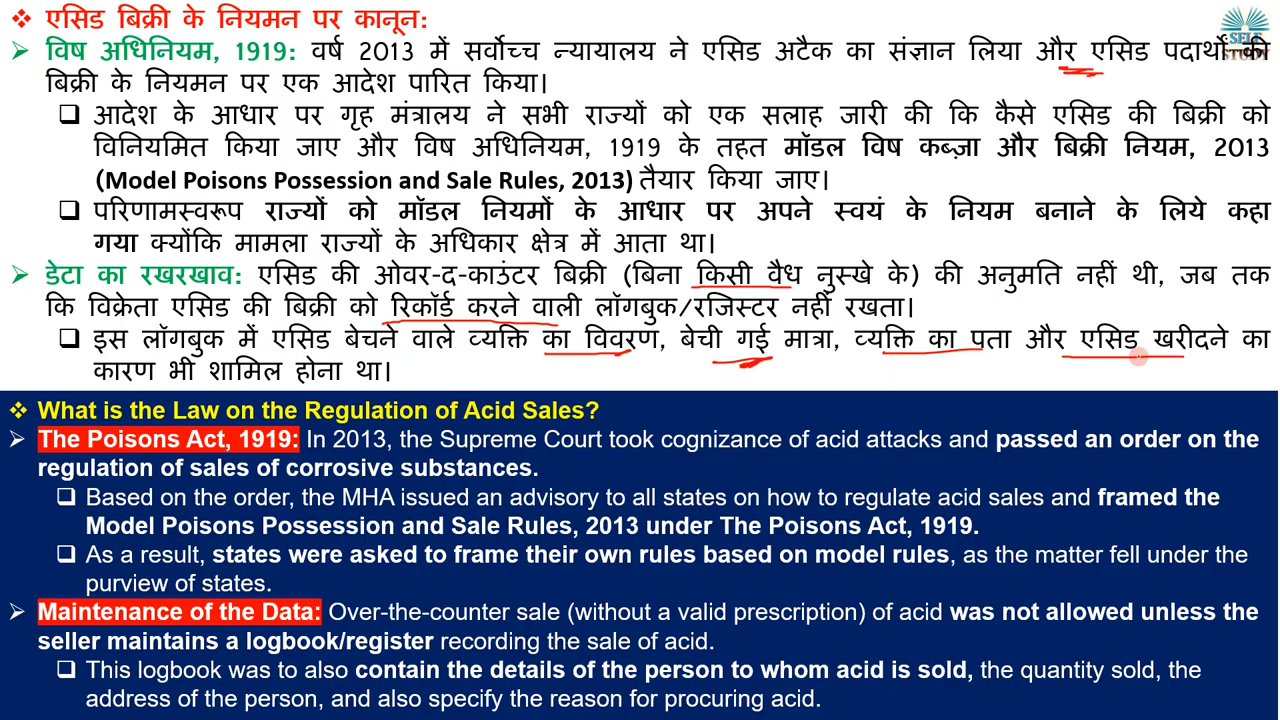 ❖ एसिड बिक्री के नियमन पर कानून:
➢ विष अधिनियम, 1919: वर्ष 2013 में सर्वोच्च न्यायालय ने एसिड अटैक का संज्ञान लिया और एसिड पदार्थों की
बिक्री के नियमन पर एक आदेश पारित किया।
❑ आदेश के आधार पर गृह मंत्रालय ने सभी राज्यों को एक सलाह जारी की कि कैसे एसिड की बिक्री को
विनियमित किया जाए और विष अधिनियम, 1919 के तहत मॉडल विष कब्ज़ा और बिक्री नियम, 2013
(Model Poisons Possession and Sale Rules, 2013) तैयार किया जाए।
❑ परिणामस्वरूप राज्यों को मॉडल नियमों के आधार पर अपने स्वयं के नियम बनाने के लिये कहा
गया क्योंकि मामला राज्यों के अधिकार क्षेत्र में आता था।
➢ डेटा का रखरखाव: एसिड की ओवर-द-काउंटर बिक्री (बिना किसी वैध नुस्खे के) की अनुमति नहीं थी, जब तक
कि विक्रेता एसिड की बिक्री को रिकॉर्ड करने वाली लॉगबुक/रजिस्टर नहीं रखता।
❑ इस लॉगबुक में एसिड बेचने वाले व्यक्ति का विवरण, बेची गई मात्रा, व्यक्ति का पता और एसिड खरीदने का
कारण भी शामिल होना था।
SELF
STUDY
❖ What is the Law on the Regulation of Acid Sales?
➢ The Poisons Act, 1919: In 2013, the Supreme Court took cognizance of acid attacks and passed an order on the
regulation of sales of corrosive substances.
❑ Based on the order, the MHA issued an advisory to all states on how to regulate acid sales and framed the
Model Poisons Possession and Sale Rules, 2013 under The Poisons Act, 1919.
❑ As a result, states were asked to frame their own rules based on model rules, as the matter fell under the
purview of states.
➢ Maintenance of the Data: Over-the-counter sale (without a valid prescription) of acid was not allowed unless the
seller maintains a logbook/register recording the sale of acid.
❑ This logbook was to also contain the details of the person to whom acid is sold, the quantity sold, the
address of the person, and also specify the reason for procuring acid.